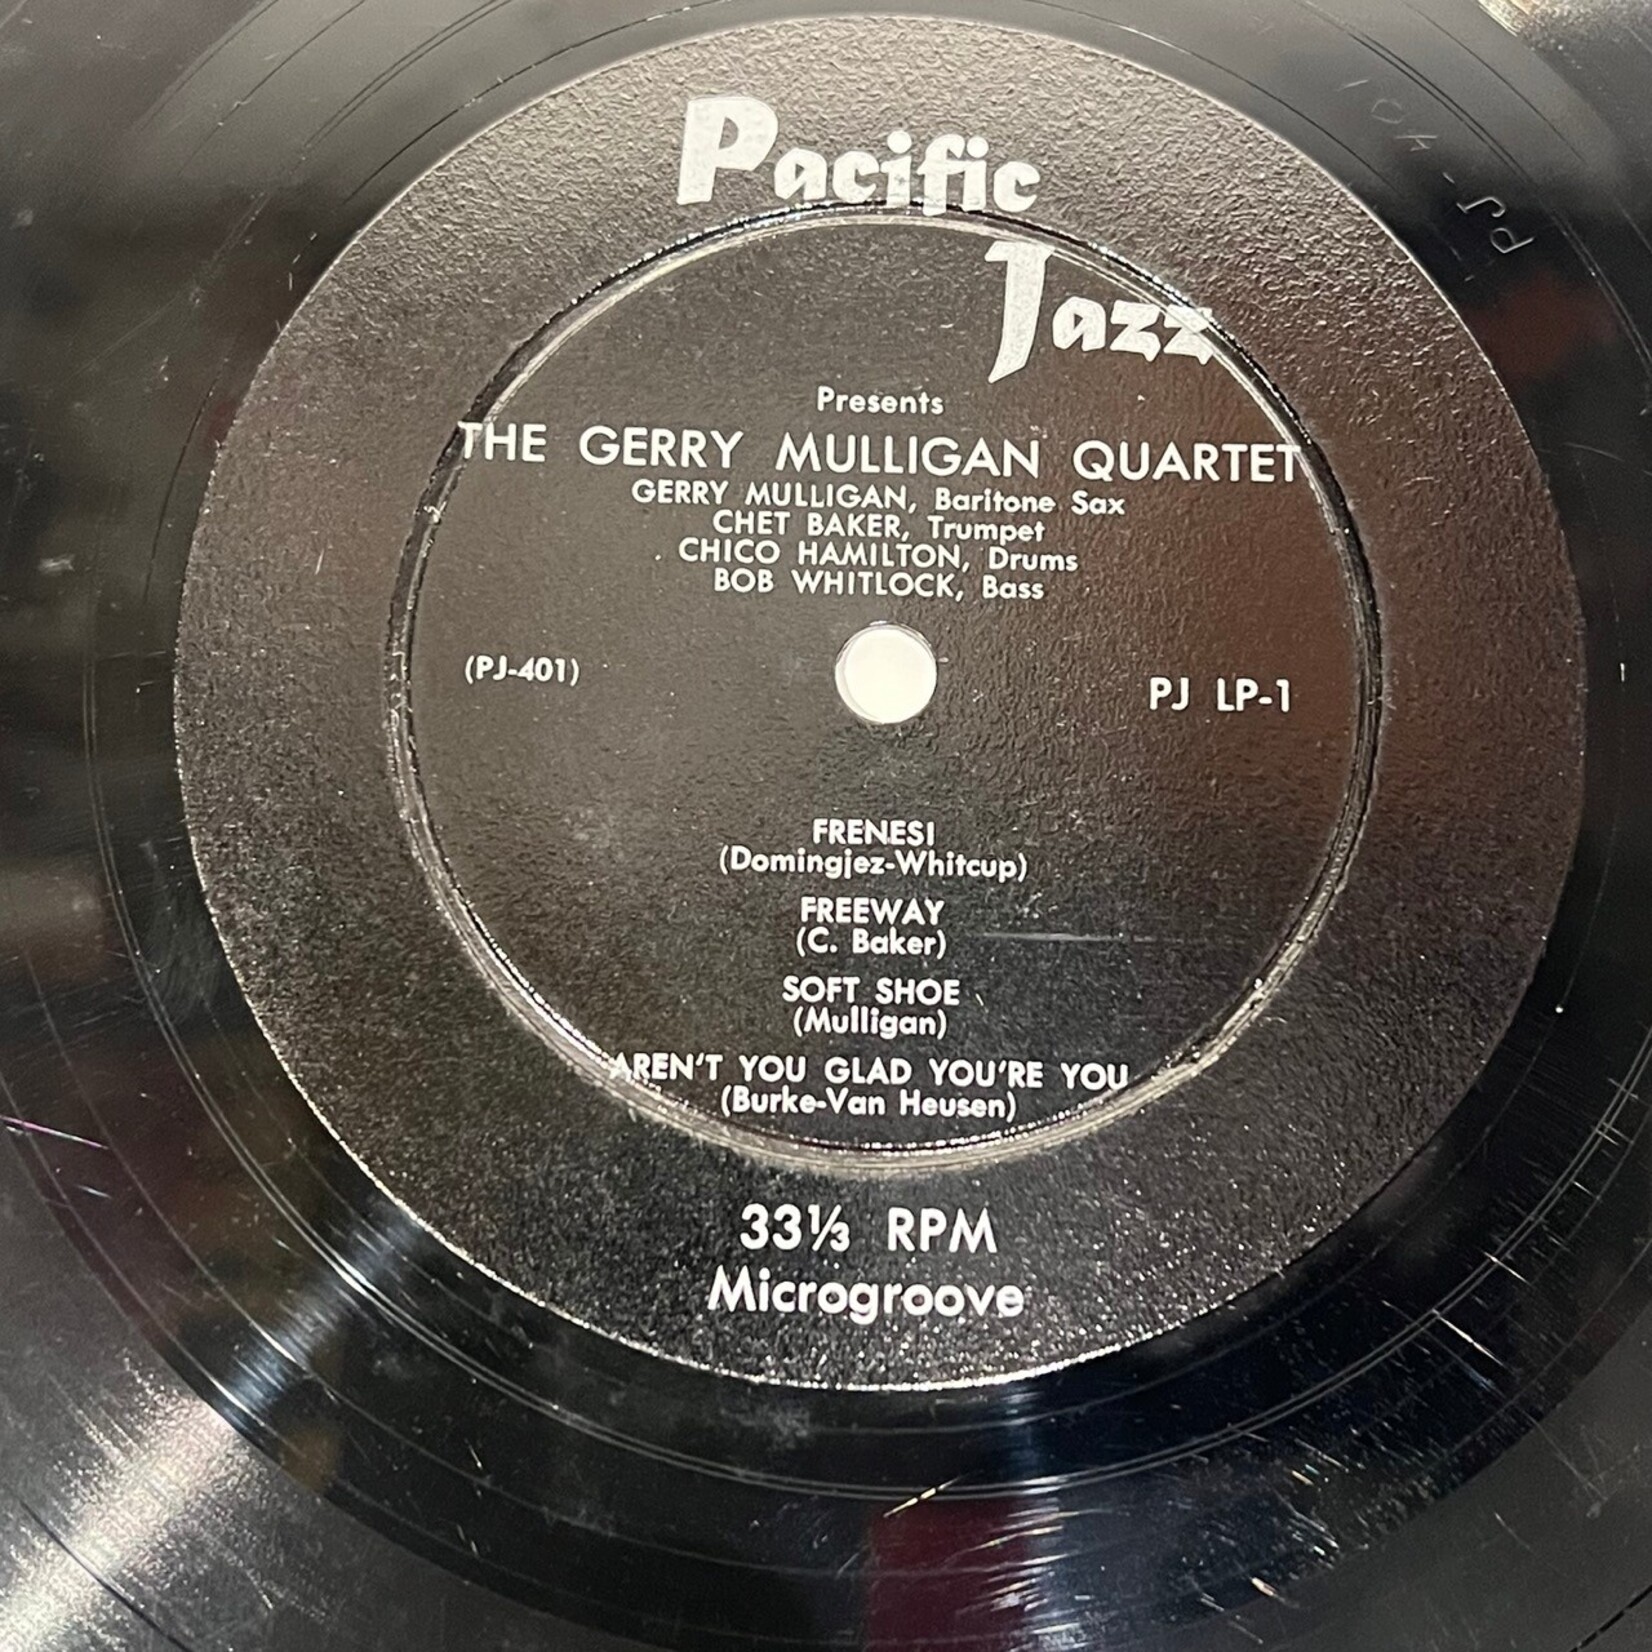 Pacific
Jazz
Presents
THE GERRY MULLIGAN QUARTET
GERRY MULLIGAN, Baritone Sax
CHET BAKER, Trumpet
CHICO HAMILTON, Drums
BOB WHITLOCK, Bass
(PJ-401)
PJ LP-1
FRENESI
(Domingjez-Whitcup)
FREEWAY
(C. Baker)
SOFT SHOE
(Mulligan)
AREN'T YOU GLAD YOU'RE YOU
(Burke-Van Heusen)
33⅓ RPM
Microgroove
PJ-401